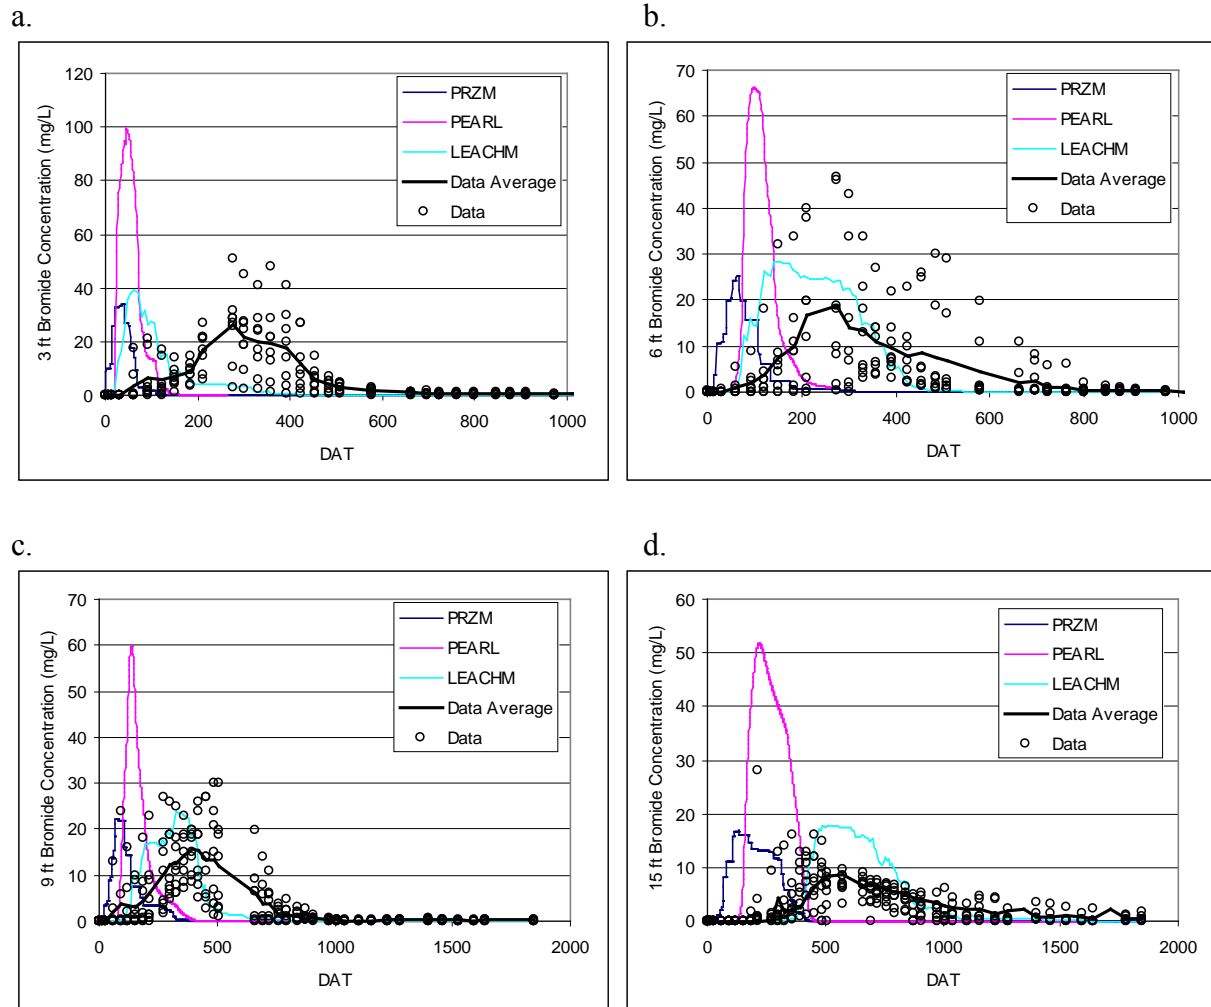 a.
3 ft Bromide Concentration (mg/L)
120
100
80
60
40
20
0
0 200 400 600 800 1000
DAT
PRZM
PEARL
LEACHM
Data Average
Data
b.
6 ft Bromide Concentration (mg/L)
70
60
50
40
30
20
10
0
0 200 400 600 800 1000
DAT
PRZM
PEARL
LEACHM
Data Average
Data
c.
9 ft Bromide Concentration (mg/L)
70
60
50
40
30
20
10
0
0 500 1000 1500 2000
DAT
PRZM
PEARL
LEACHM
Data Average
Data
d.
15 ft Bromide Concentration (mg/L)
60
50
40
30
20
10
0
0 500 1000 1500 2000
DAT
PRZM
PEARL
LEACHM
Data Average
Data